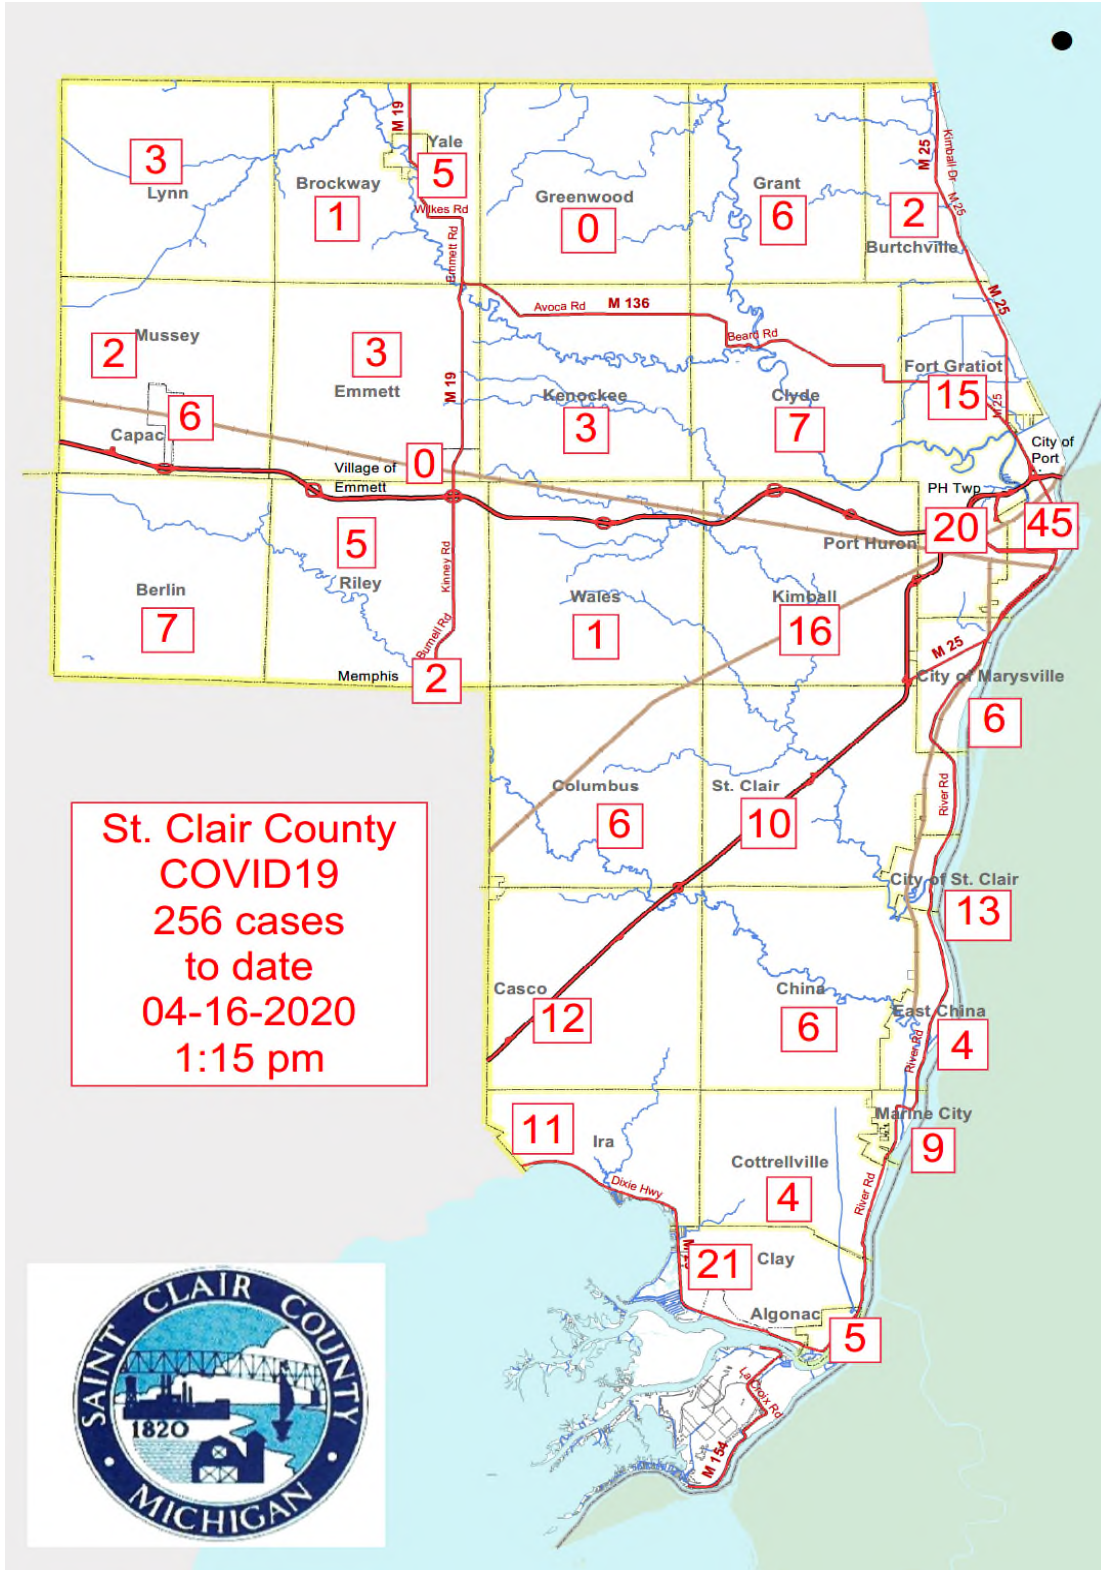 M 19
Yale
5
3
Lynn
Brockway
1
Wilkes Rd
Emmett Rd
Greenwood
0
Grant
6
M 25
Kimball Dr
M 25
2
Burtchville
Mussey
2
3
Emmett
M 19
Avoca Rd
M 136
Beard Rd
M 25
Kenockee
3
Clyde
7
Fort Gratiot
15
M 25
6
Capac
Village of
Emmett
0
City of
Port
PH Twp
20
45
Port Huron
5
Riley
Kinney Rd
Berlin
7
Wales
1
Kimball
16
Burnell Rd
Memphis
2
M 25
City of Marysville
6
Columbus
6
St. Clair
10
River Rd
St. Clair County
COVID19
256 cases
to date
04-16-2020
1:15 pm
City of St. Clair
13
Casco
12
China
6
East China
4
River Rd
11
Ira
Marine City
9
Cottrellville
4
Dixie Hwy
River Rd
21
Clay
Algonac
5
La Croix Rd
M 154
SAINT CLAIR COUNTY
1820
MICHIGAN